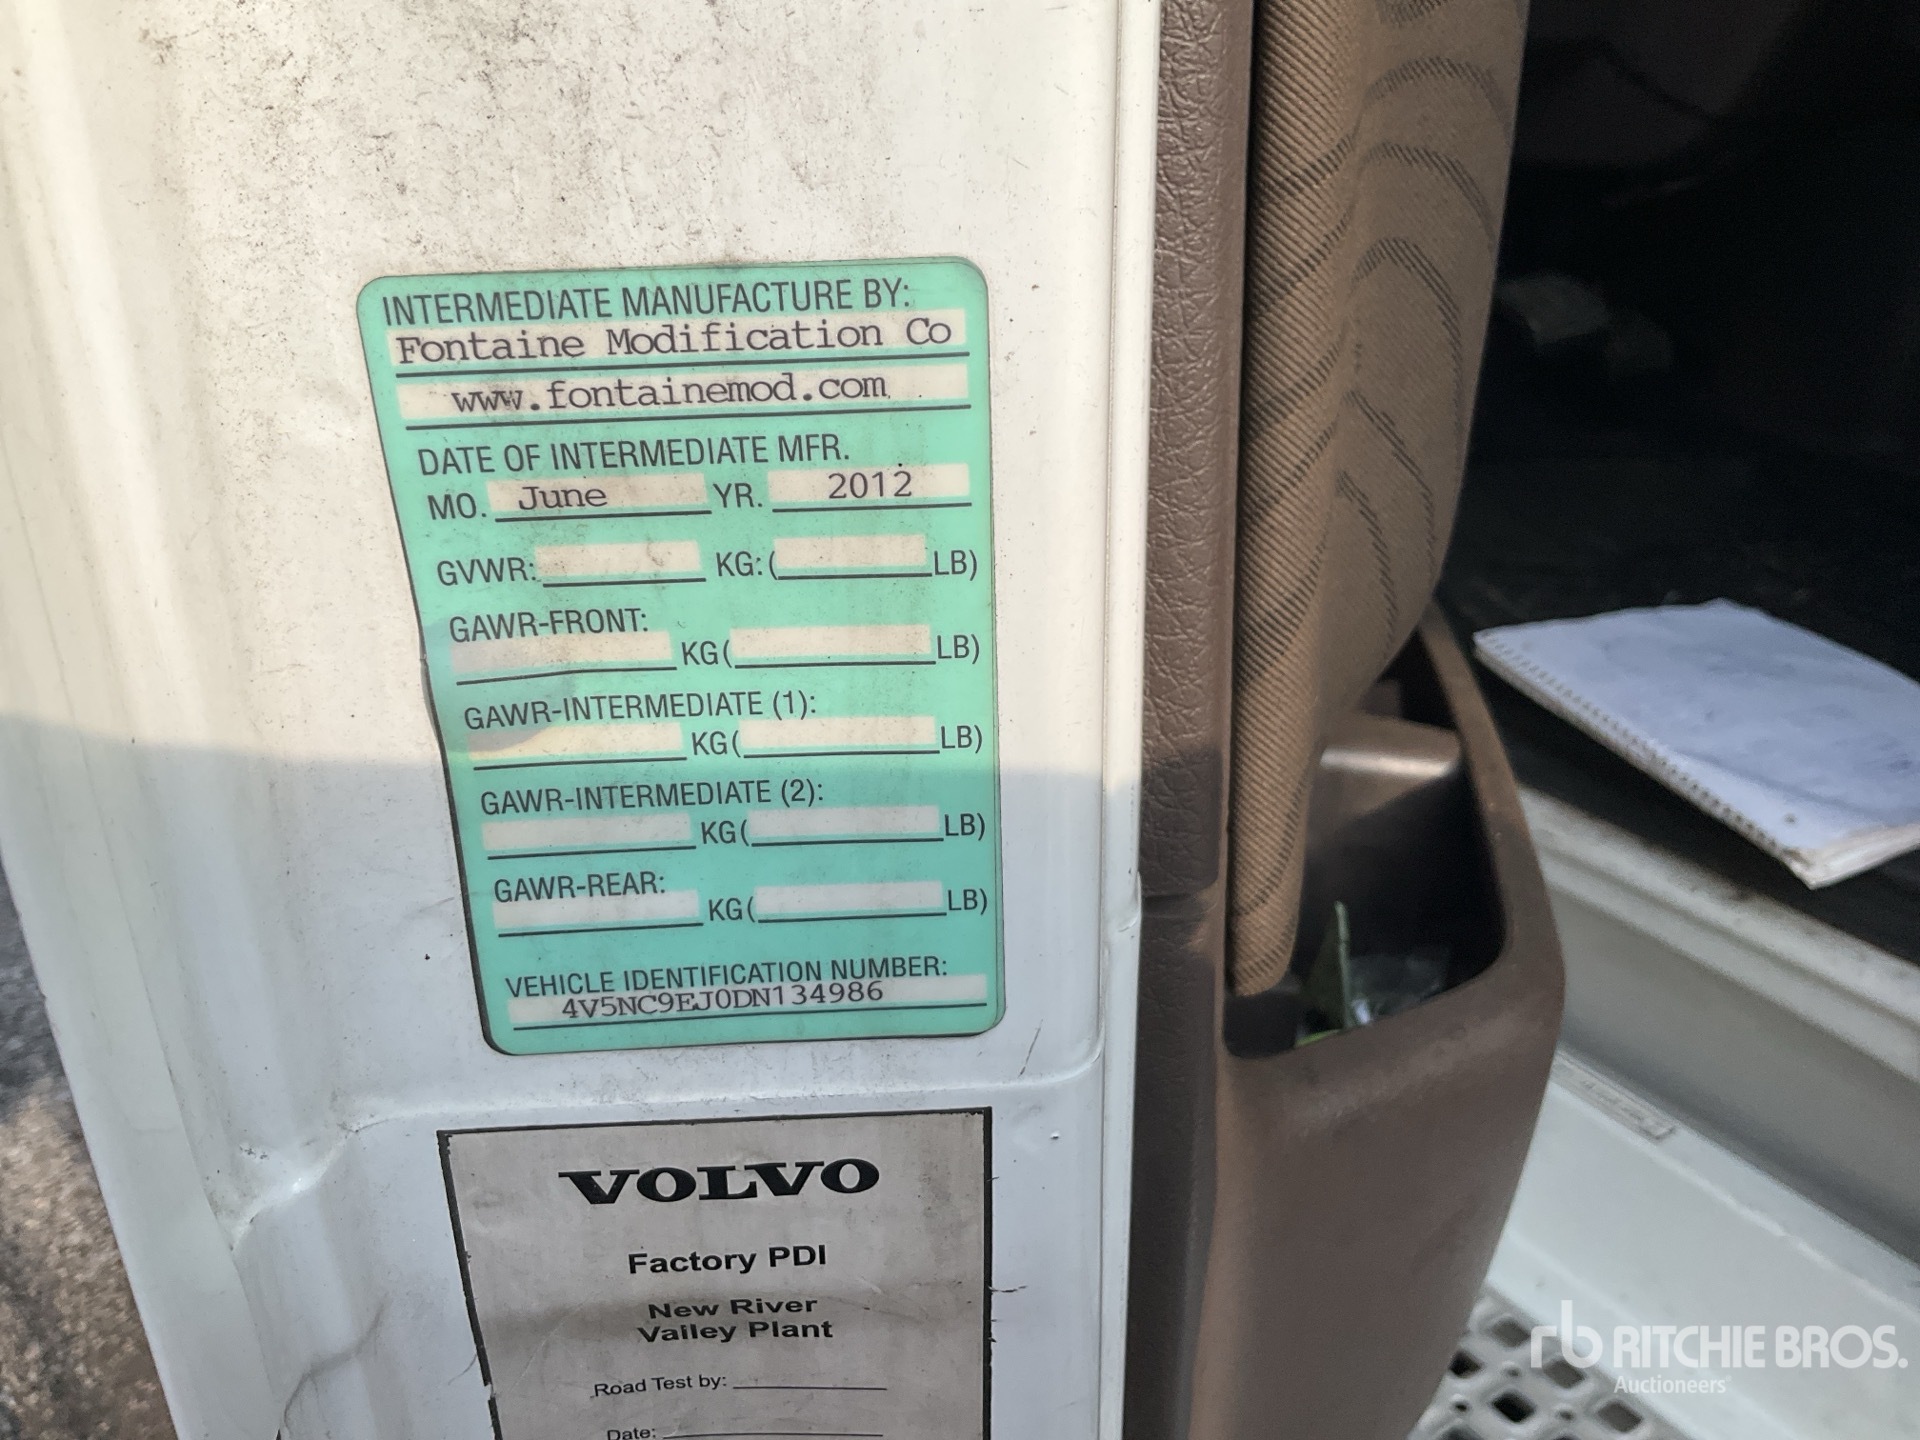 INTERMEDIATE MANUFACTURE BY:
Fontaine Modification Co
www.fontainemod.com
DATE OF INTERMEDIATE MFR.
MO. June YR. 2012
GVWR: KG: ( LB)
GAWR-FRONT:
KG ( LB)
GAWR-INTERMEDIATE (1):
KG ( LB)
GAWR-INTERMEDIATE (2):
KG ( LB)
GAWR-REAR:
KG ( LB)
VEHICLE IDENTIFICATION NUMBER:
4V5NC9EJ0DN134986
VOLVO
Factory PDI
New River
Valley Plant
Road Test by:
Date:
rb RITCHIE BROS.
Auctioneers